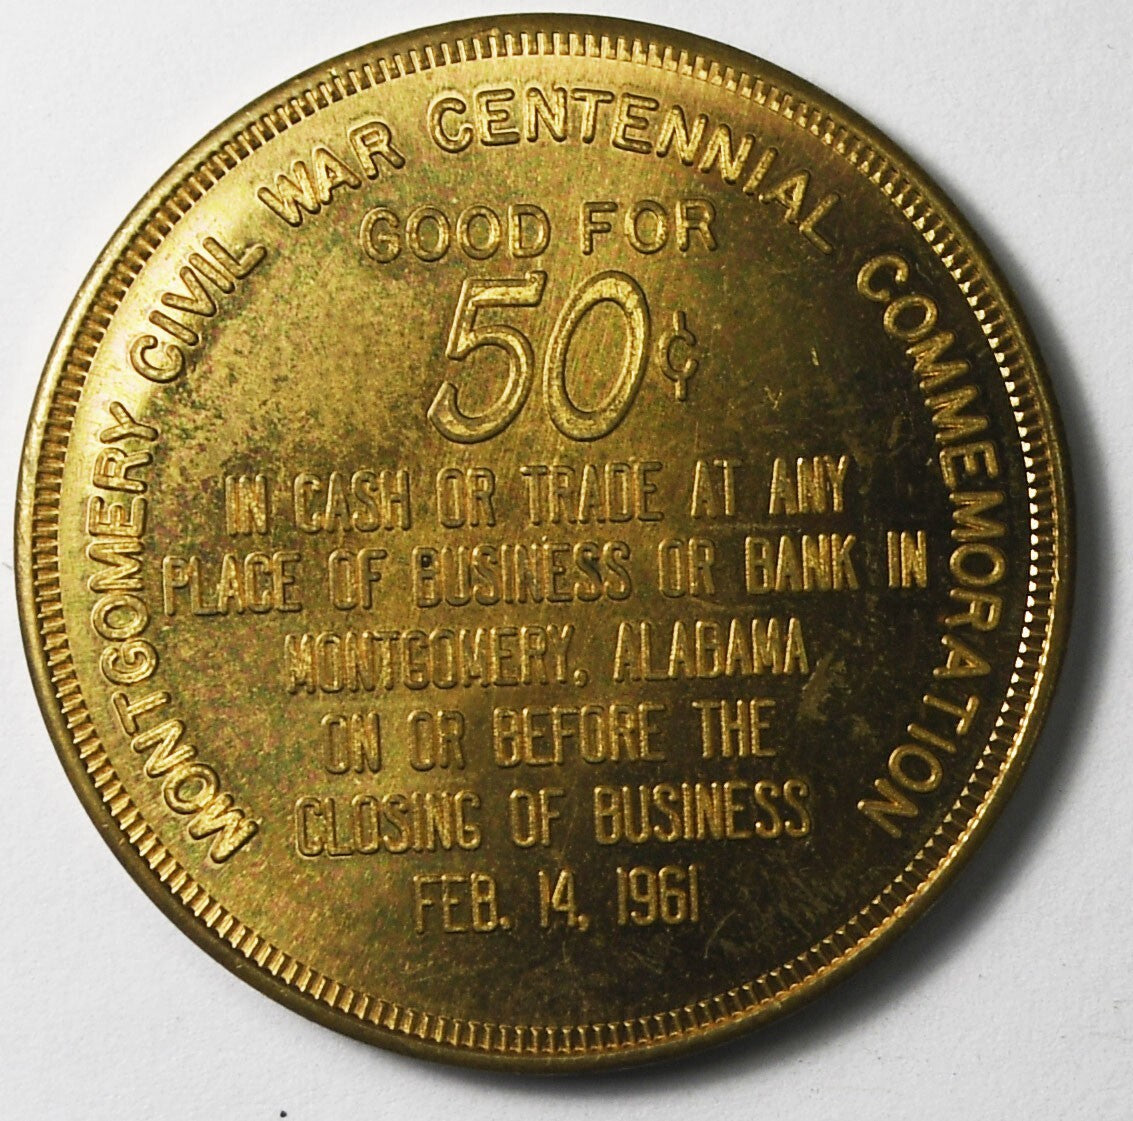 MONTGOMERY CIVIL WAR CENTENNIAL COMMEMORATION
GOOD FOR
50¢
IN CASH OR TRADE AT ANY
PLACE OF BUSINESS OR BANK IN
MONTGOMERY, ALABAMA
ON OR BEFORE THE
CLOSING OF BUSINESS
FEB. 14, 1961